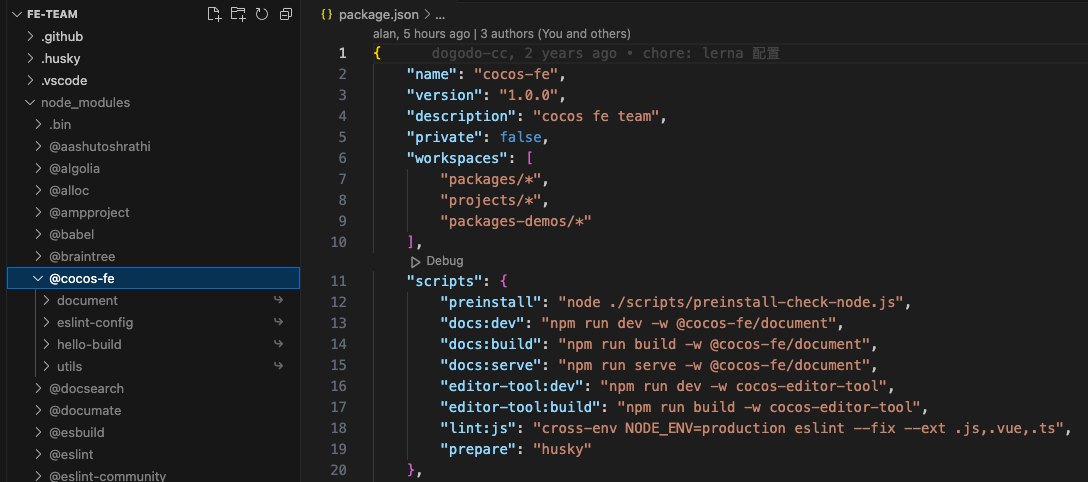 FE-TEAM
.github
.husky
.vscode
node_modules
.bin
@aashutoshrathi
@algolia
@alloc
@ampproject
@babel
@braintree
@cocos-fe
document
eslint-config
hello-build
utils
@docsearch
@documate
@esbuild
@eslint
@eslint-community
{} package.json > ...
alan, 5 hours ago | 3 authors (You and others)
1 { dogodo-cc, 2 years ago • chore: lerna 配置
2 "name": "cocos-fe",
3 "version": "1.0.0",
4 "description": "cocos fe team",
5 "private": false,
6 "workspaces": [
7 "packages/*",
8 "projects/*",
9 "packages-demos/*"
10 ],
Debug
11 "scripts": {
12 "preinstall": "node ./scripts/preinstall-check-node.js",
13 "docs:dev": "npm run dev -w @cocos-fe/document",
14 "docs:build": "npm run build -w @cocos-fe/document",
15 "docs:serve": "npm run serve -w @cocos-fe/document",
16 "editor-tool:dev": "npm run dev -w cocos-editor-tool",
17 "editor-tool:build": "npm run build -w cocos-editor-tool",
18 "lint:js": "cross-env NODE_ENV=production eslint --fix --ext .js,.vue,.ts",
19 "prepare": "husky"
20 },